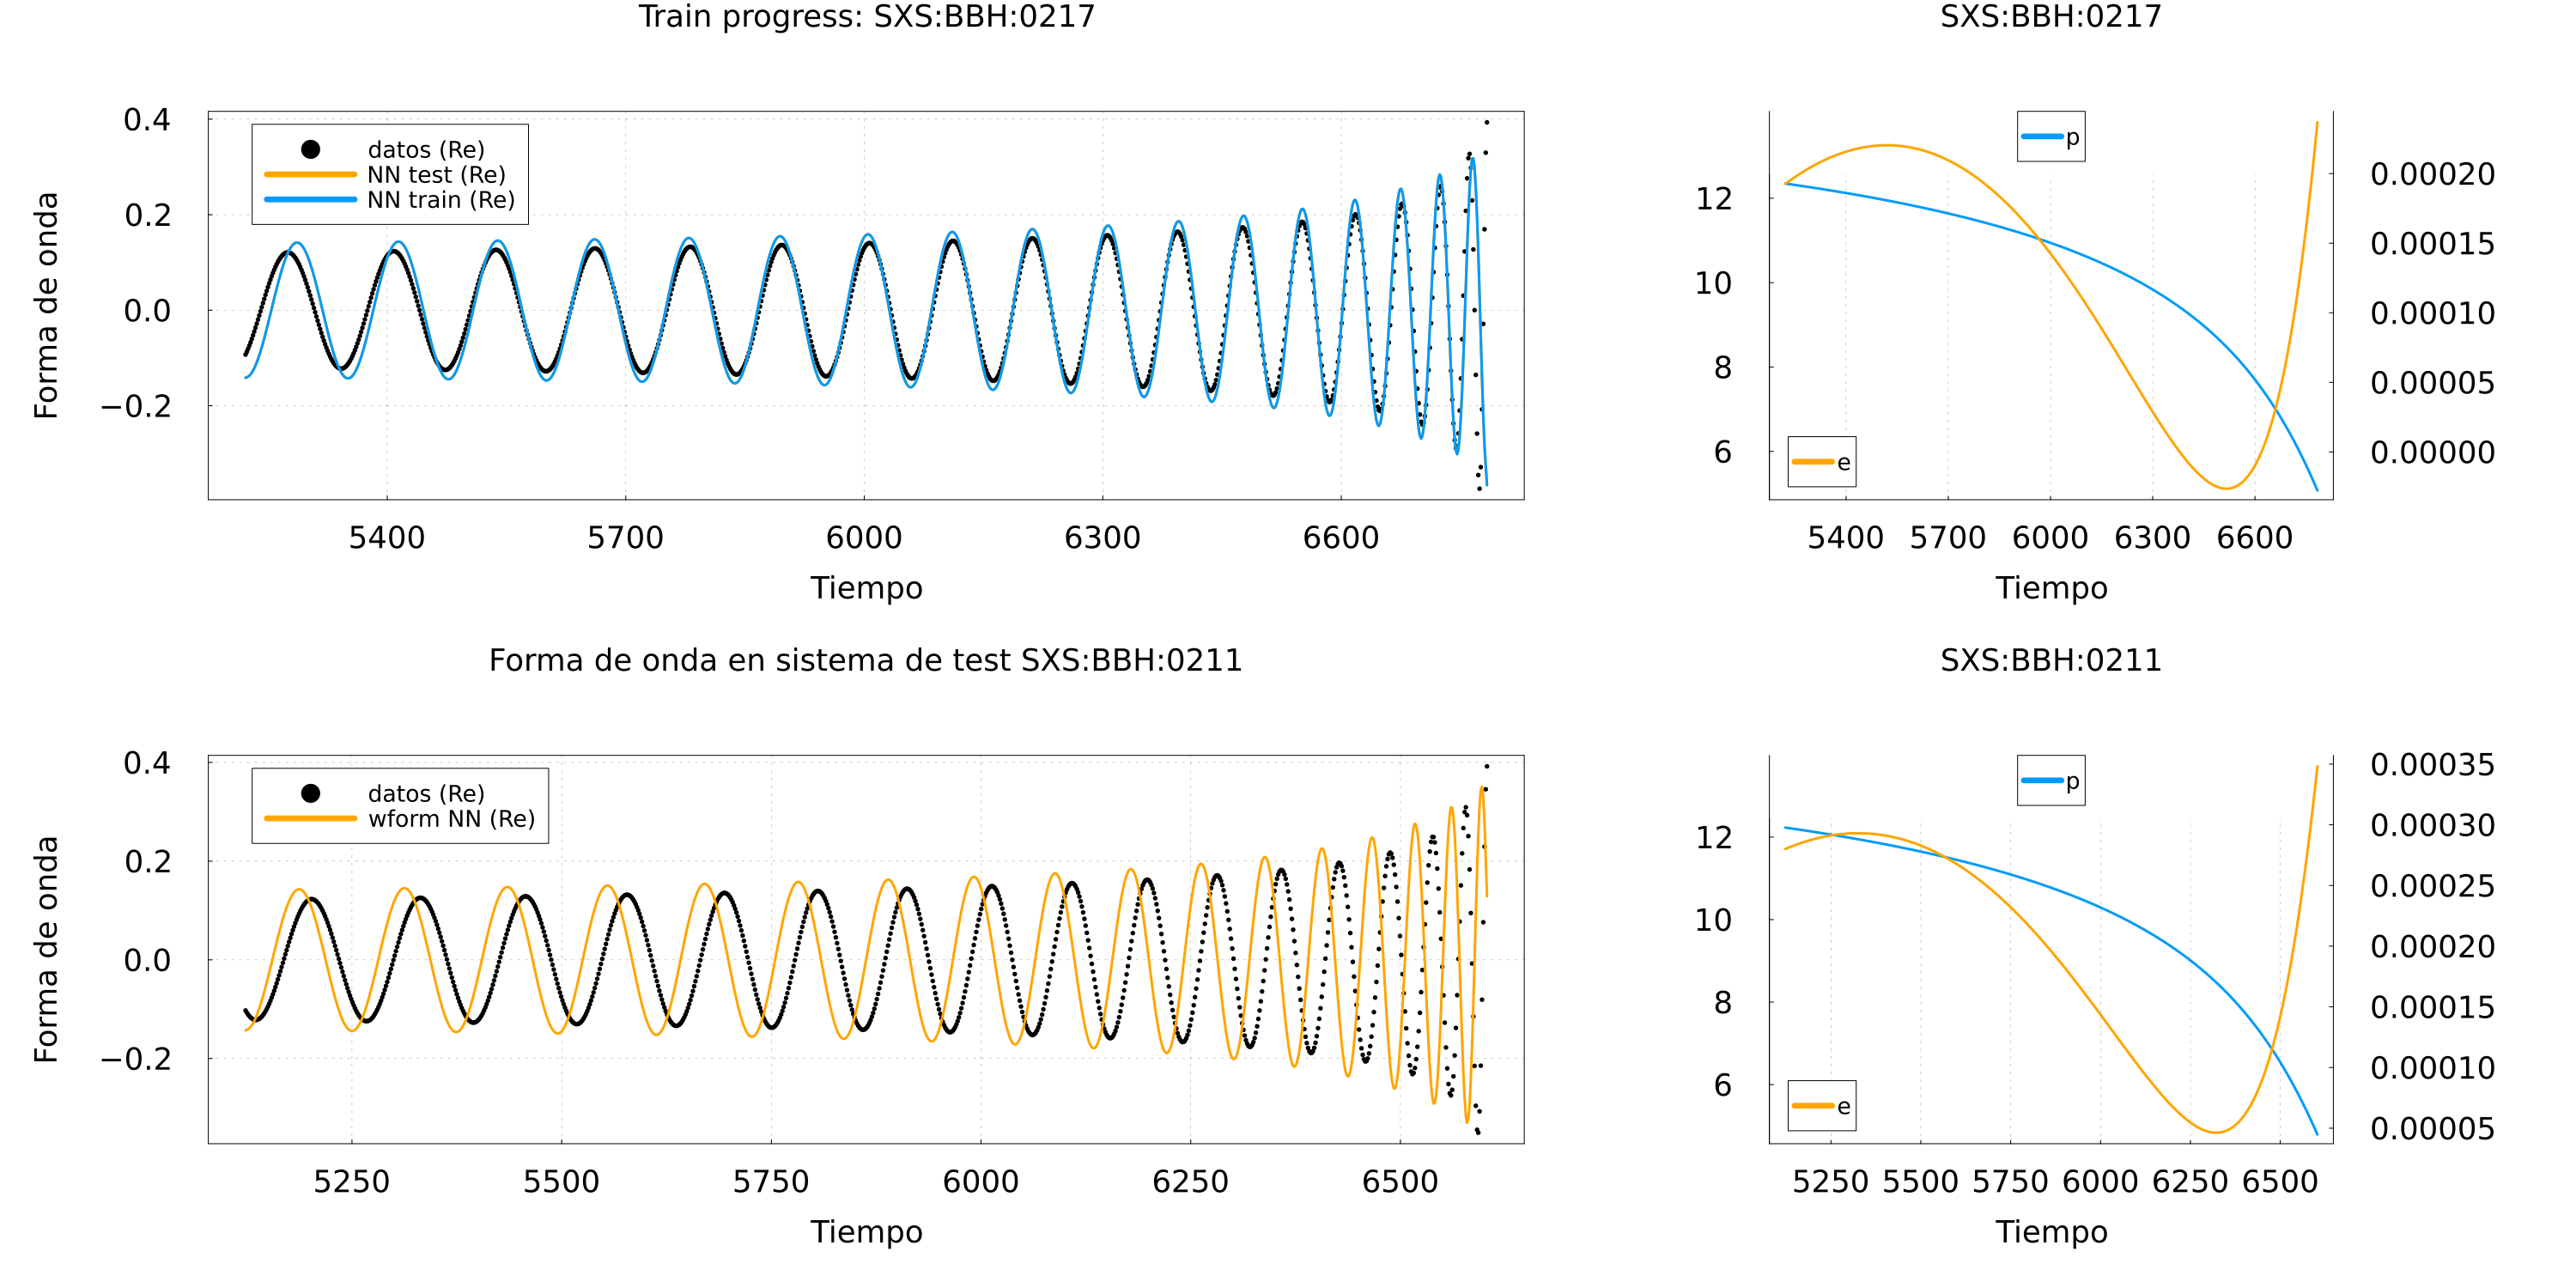 Train progress: SXS:BBH:0217
Forma de onda
0.4
0.2
0.0
−0.2
datos (Re)
NN test (Re)
NN train (Re)
5400 5700 6000 6300 6600
Tiempo
SXS:BBH:0217
12
10
8
6
p
e
0.00020
0.00015
0.00010
0.00005
0.00000
5400 5700 6000 6300 6600
Tiempo
Forma de onda en sistema de test SXS:BBH:0211
Forma de onda
0.4
0.2
0.0
−0.2
datos (Re)
wform NN (Re)
5250 5500 5750 6000 6250 6500
Tiempo
SXS:BBH:0211
12
10
8
6
p
e
0.00035
0.00030
0.00025
0.00020
0.00015
0.00010
0.00005
5250 5500 5750 6000 6250 6500
Tiempo